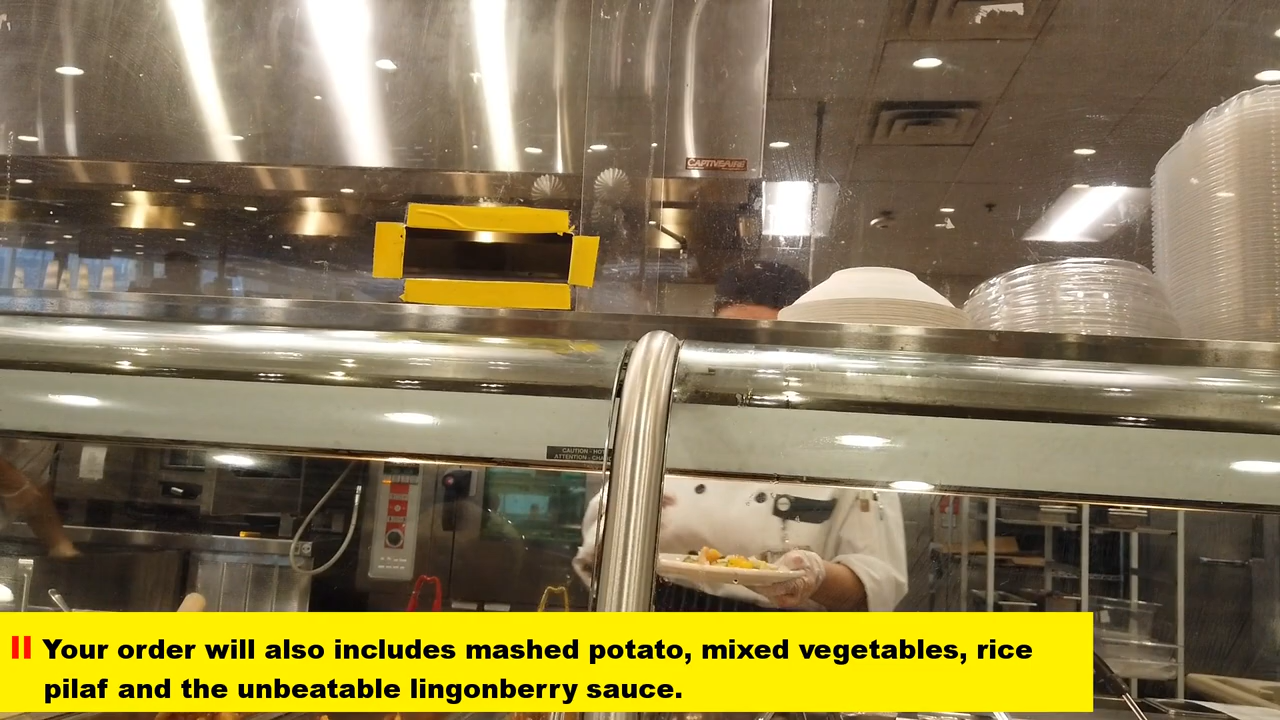 CAPTIVEAIRE
CAUTION - HOT
Your order will also includes mashed potato, mixed vegetables, rice
pilaf and the unbeatable lingonberry sauce.